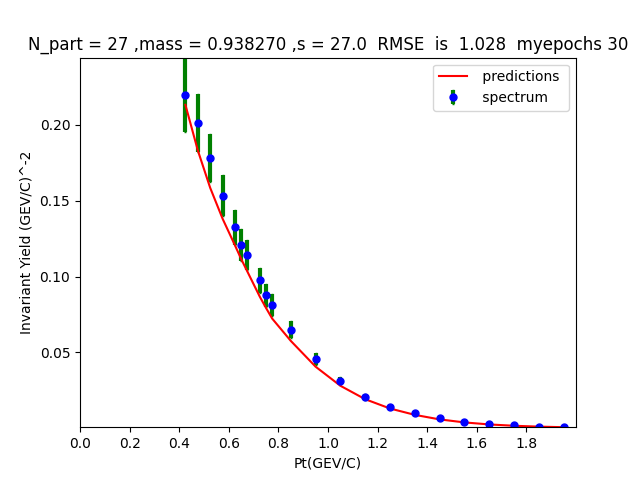 N_part = 27 ,mass = 0.938270 ,s = 27.0  RMSE  is  1.028  myepochs 30
predictions
spectrum
0.20
0.15
0.10
0.05
Invariant Yield (GEV/C)^-2
0.0 0.2 0.4 0.6 0.8 1.0 1.2 1.4 1.6 1.8
Pt(GEV/C)